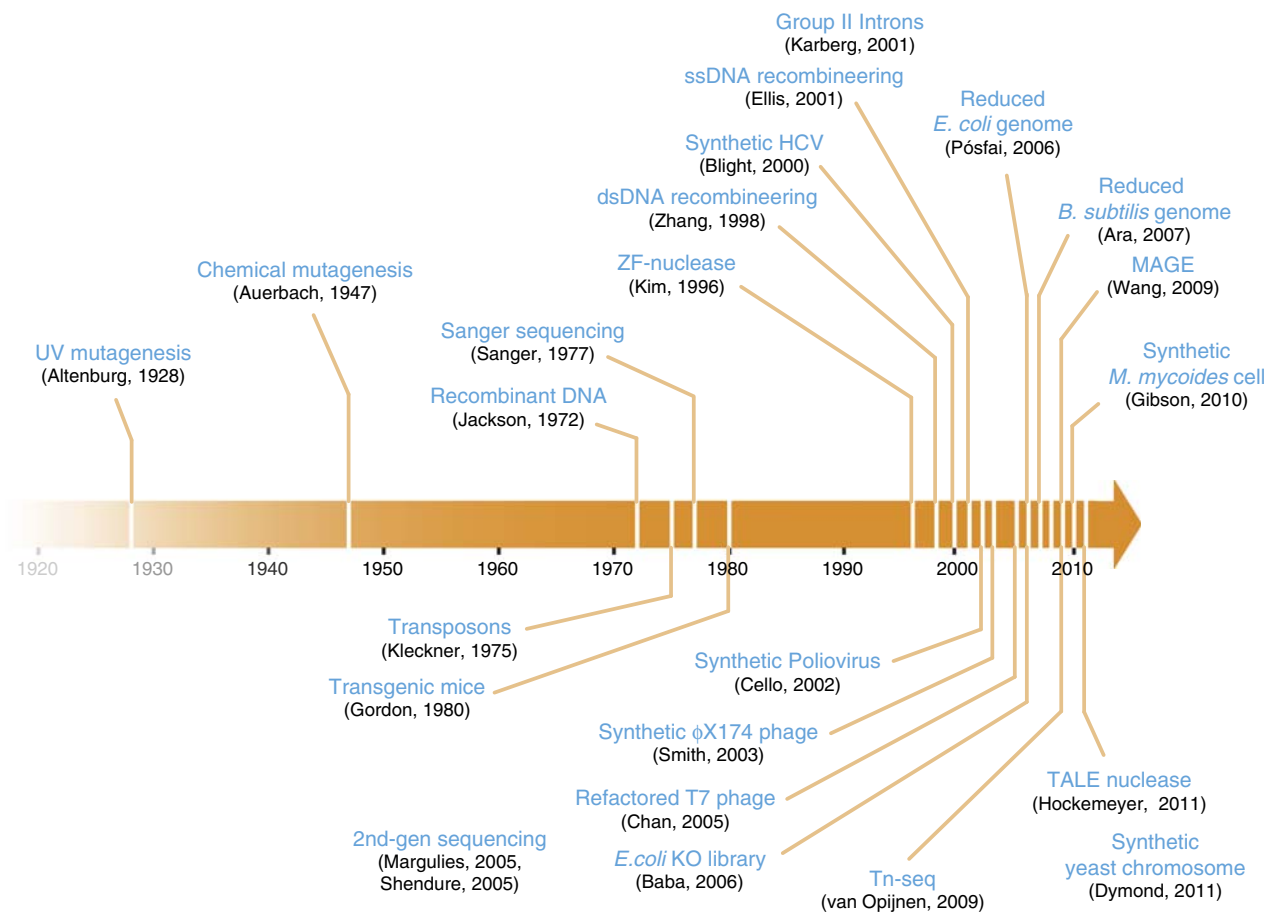 Group II Introns
(Karberg, 2001)
ssDNA recombineering
(Ellis, 2001)
Reduced
E. coli genome
(Pósfai, 2006)
Synthetic HCV
(Blight, 2000)
dsDNA recombineering
(Zhang, 1998)
Reduced
B. subtilis genome
(Ara, 2007)
Chemical mutagenesis
(Auerbach, 1947)
ZF-nuclease
(Kim, 1996)
MAGE
(Wang, 2009)
Sanger sequencing
(Sanger, 1977)
UV mutagenesis
(Altenburg, 1928)
Synthetic
M. mycoides cell
(Gibson, 2010)
Recombinant DNA
(Jackson, 1972)
1920 1930 1940 1950 1960 1970 1980 1990 2000 2010
Transposons
(Kleckner, 1975)
Transgenic mice
(Gordon, 1980)
Synthetic Poliovirus
(Cello, 2002)
Synthetic ϕX174 phage
(Smith, 2003)
TALE nuclease
(Hockemeyer, 2011)
Refactored T7 phage
(Chan, 2005)
2nd-gen sequencing
(Margulies, 2005,
Shendure, 2005)
E.coli KO library
(Baba, 2006)
Tn-seq
(van Opijnen, 2009)
Synthetic
yeast chromosome
(Dymond, 2011)